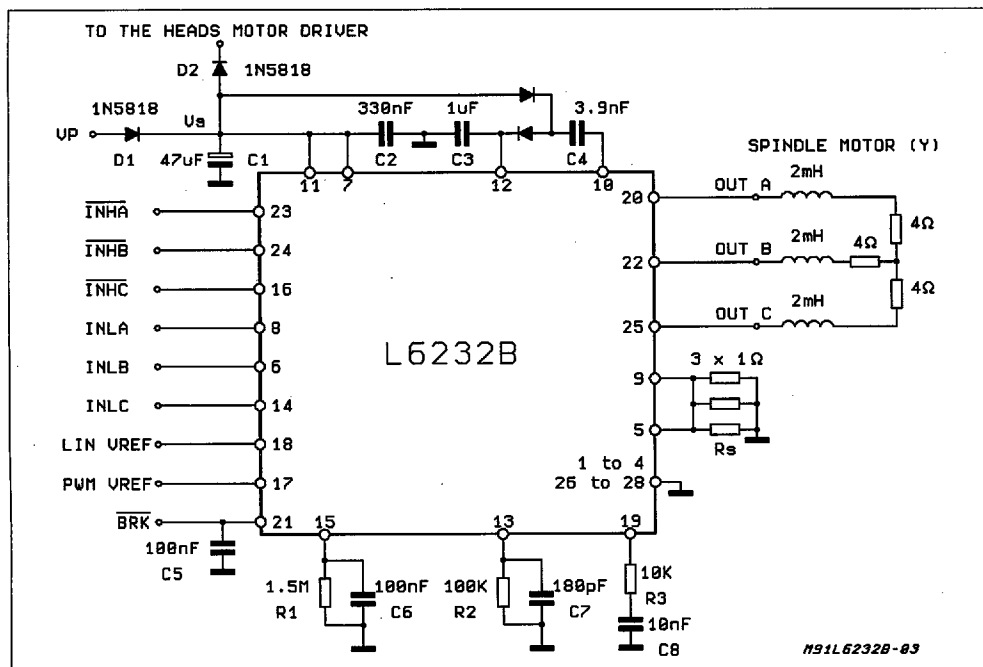 TO THE HEADS MOTOR DRIVER
D2 1N5818
1N5818
330nF 1uF 3.9nF
VP Vs
D1 47uF C1 C2 C3 C4
SPINDLE MOTOR (Y)
11 7 12 10
2mH
OUT A
20
INHA 23
4Ω
INHB 24
2mH
4Ω
22 OUT B
INHC 16
4Ω
2mH
INLA 8
25 OUT C
L6232B
3 x 1Ω
INLB 6
9
INLC 14
5
Rs
LIN VREF 18
1 to 4
26 to 28
PWM VREF 17
BRK 21
15 13 19
100nF
C5
1.5M 100nF 100K 180pF 10K
R1 C6 R2 C7 R3
10nF
C8
M91L6232B-03